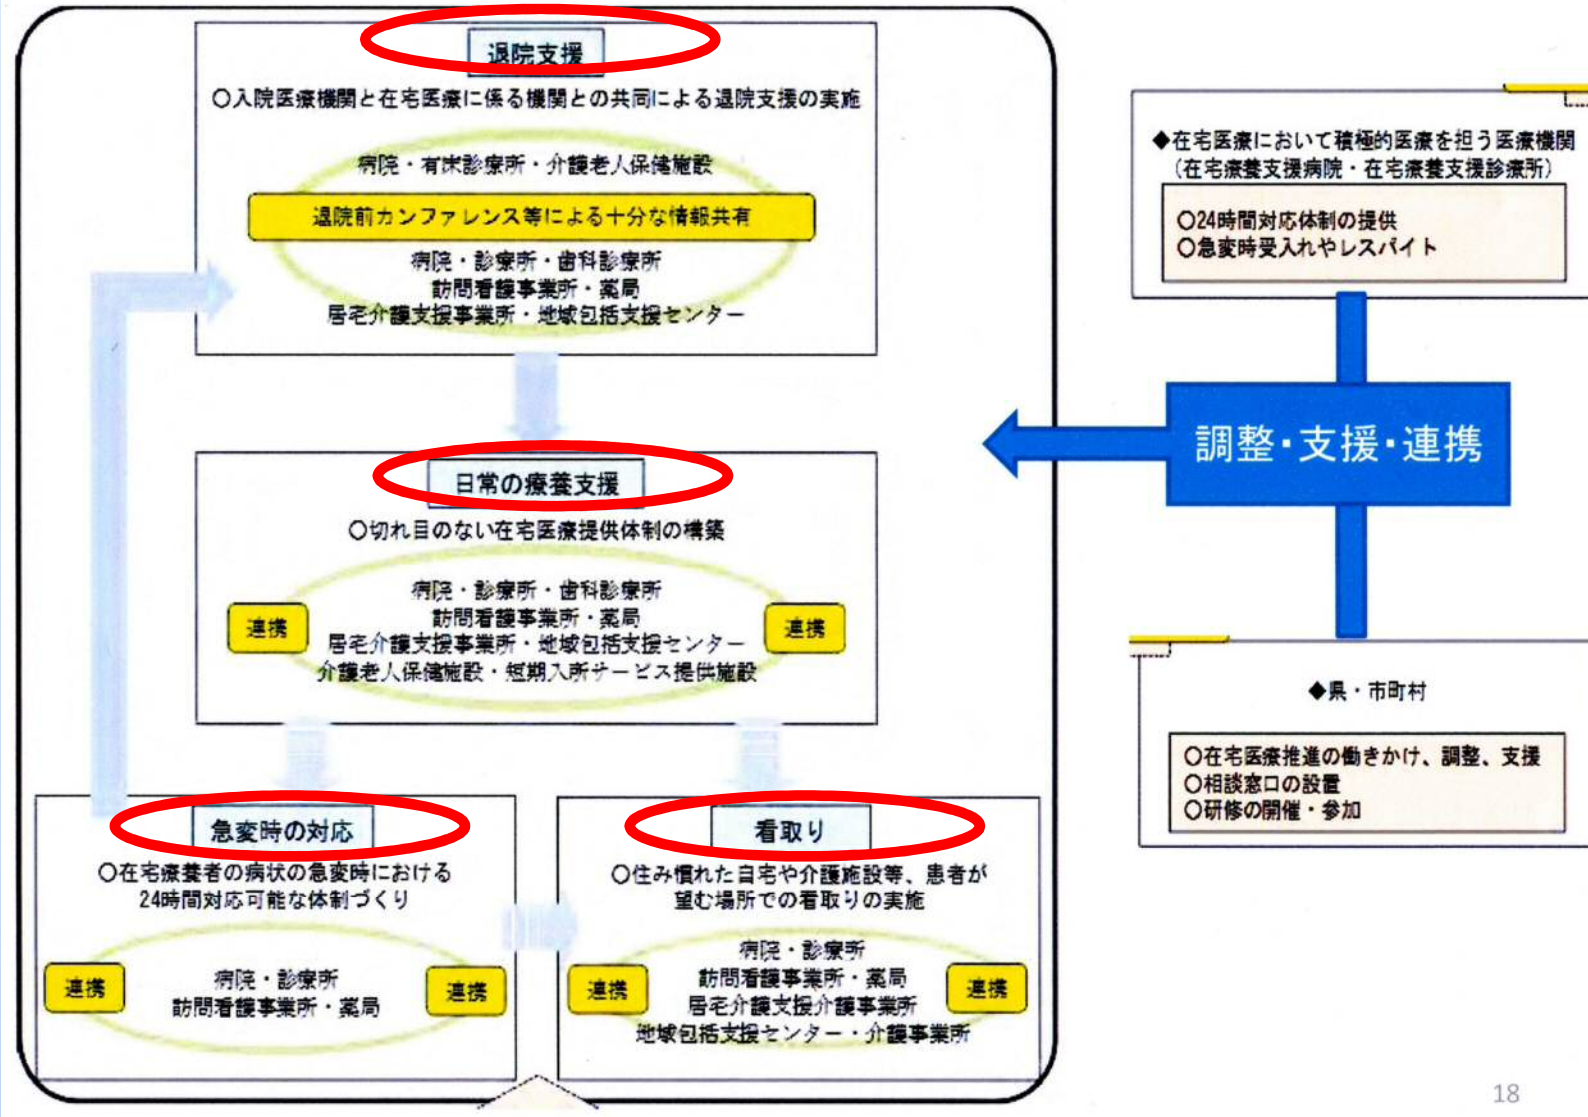 退院支援
〇入院医療機関と在宅医療に係る機関との共同による退院支援の実施
病院・有床診療所・介護老人保健施設
退院前カンファレンス等による十分な情報共有
病院・診療所・歯科診療所
訪問看護事業所・薬局
居宅介護支援事業所・地域包括支援センター
日常の療養支援
〇切れ目のない在宅医療提供体制の構築
病院・診療所・歯科診療所
訪問看護事業所・薬局
居宅介護支援事業所・地域包括支援センター
介護老人保健施設・短期入所サービス提供施設
連携
連携
急変時の対応
〇在宅療養者の病状の急変時における
24時間対応可能な体制づくり
連携
病院・診療所
訪問看護事業所・薬局
連携
看取り
〇住み慣れた自宅や介護施設等、患者が
望む場所での看取りの実施
連携
病院・診療所
訪問看護事業所・薬局
居宅介護支援介護事業所
地域包括支援センター・介護事業所
連携
◆在宅医療において積極的医療を担う医療機関
（在宅療養支援病院・在宅療養支援診療所）
〇24時間対応体制の提供
〇急変時受入れやレスパイト
調整・支援・連携
◆県・市町村
〇在宅医療推進の働きかけ、調整、支援
〇相談窓口の設置
〇研修の開催・参加
18